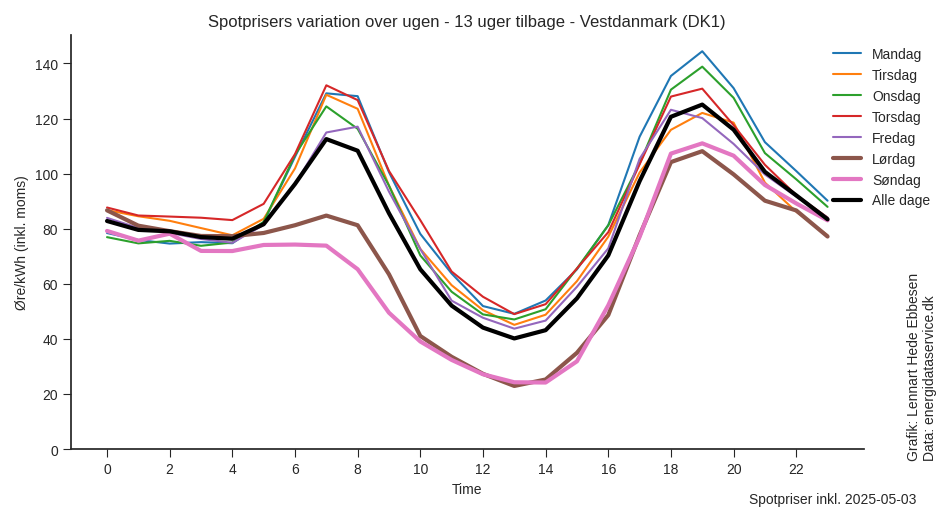 Spotprisers variation over ugen - 13 uger tilbage - Vestdanmark (DK1)
Øre/kWh (inkl. moms)
140
120
100
80
60
40
20
0
0 2 4 6 8 10 12 14 16 18 20 22
Time
Mandag
Tirsdag
Onsdag
Torsdag
Fredag
Lørdag
Søndag
Alle dage
Grafik: Lennart Hede Ebbesen
Data: energidataservice.dk
Spotpriser inkl. 2025-05-03